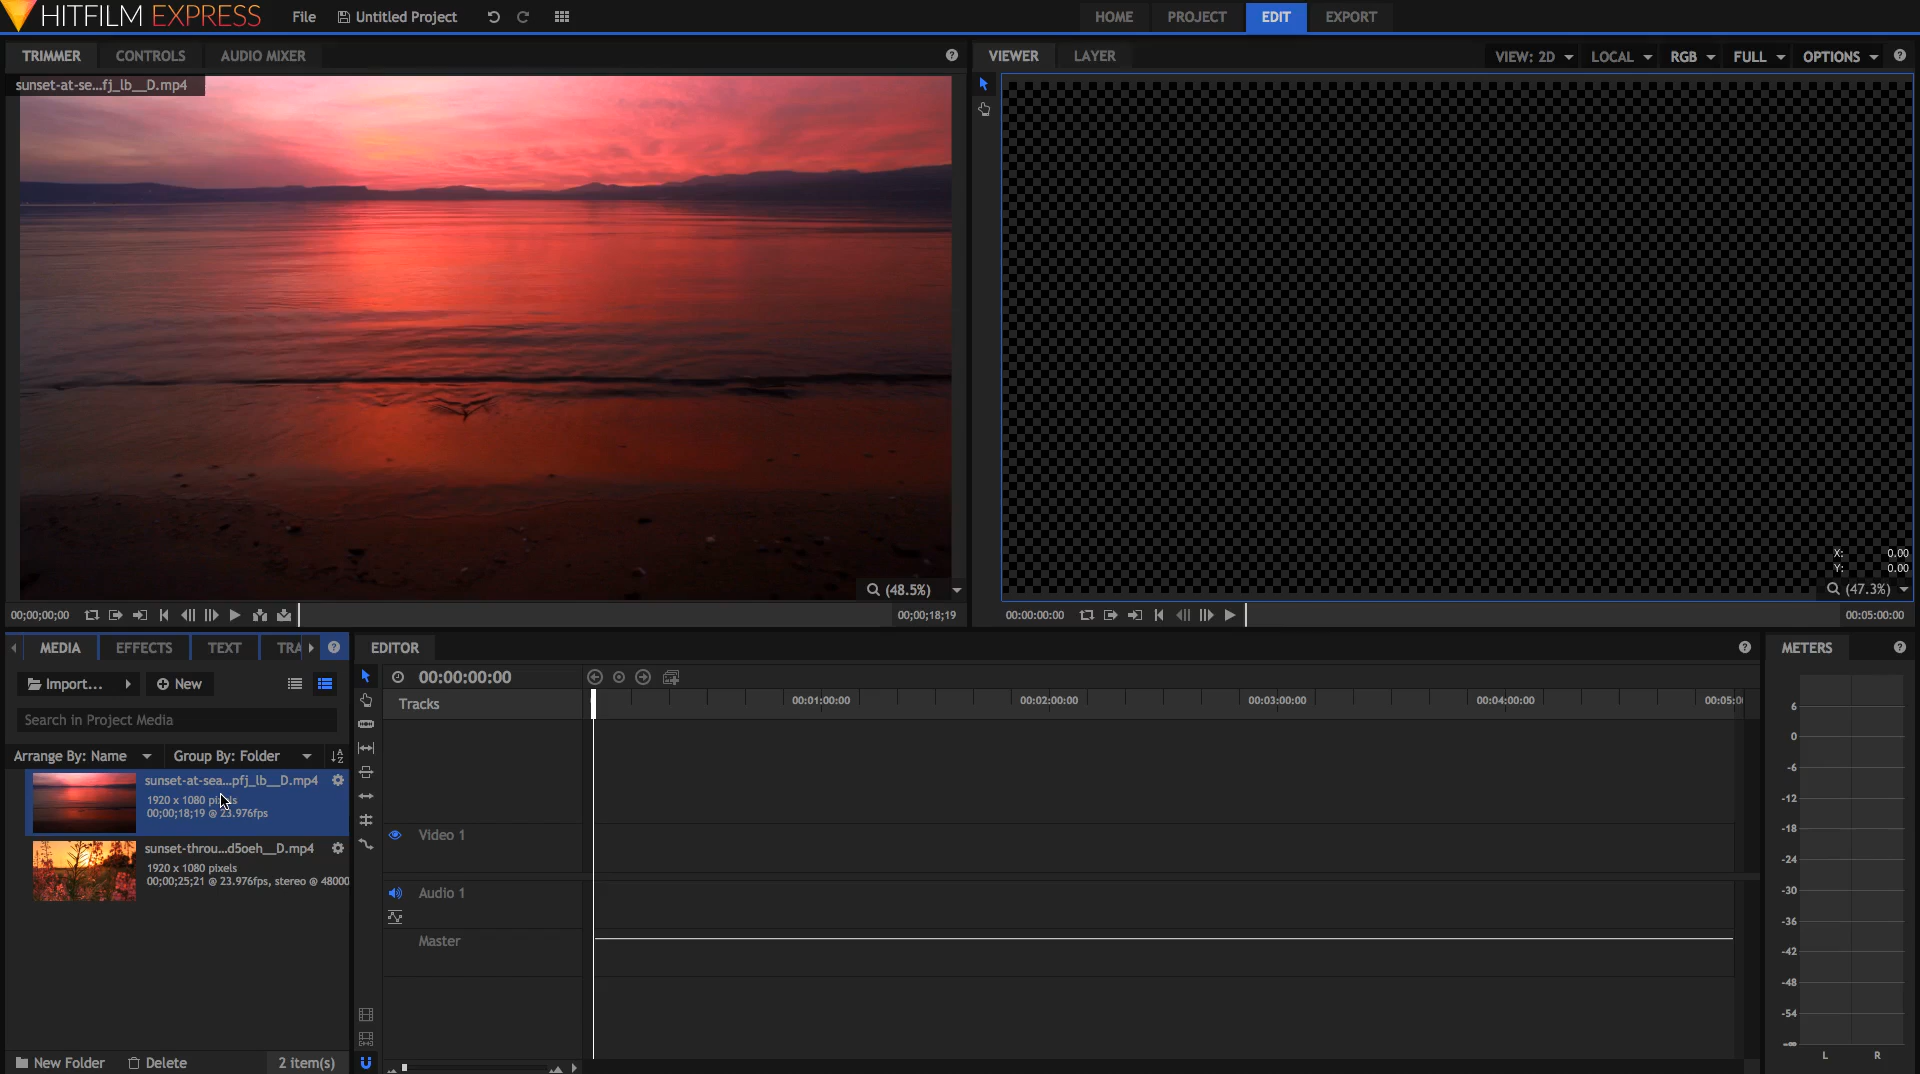 HITFILM EXPRESS
File
Untitled Project
HOME
PROJECT
EDIT
EXPORT
TRIMMER
CONTROLS
AUDIO MIXER
VIEWER
LAYER
VIEW: 2D
LOCAL
RGB
FULL
OPTIONS
sunset-at-se...fj_lb__D.mp4
X: 0.00
Y: 0.00
(48.5%)
(47.3%)
00;00;00;00
00;00;18;19
00:00:00:00
00:05:00:00
MEDIA
EFFECTS
TEXT
TRA
EDITOR
METERS
Import...
New
00:00:00:00
Tracks
00:01:00:00
00:02:00:00
00:03:00:00
00:04:00:00
00:05:0
Search in Project Media
Arrange By: Name
Group By: Folder
sunset-at-sea...pfj_lb__D.mp4
1920 x 1080 pixels
00;00;18;19 @ 23.976fps
sunset-throu...d5oeh__D.mp4
1920 x 1080 pixels
00;00;25;21 @ 23.976fps, stereo @ 48000
Video 1
Audio 1
Master
6
0
-6
-12
-18
-24
-30
-36
-42
-48
-54
-∞
L
R
New Folder
Delete
2 item(s)